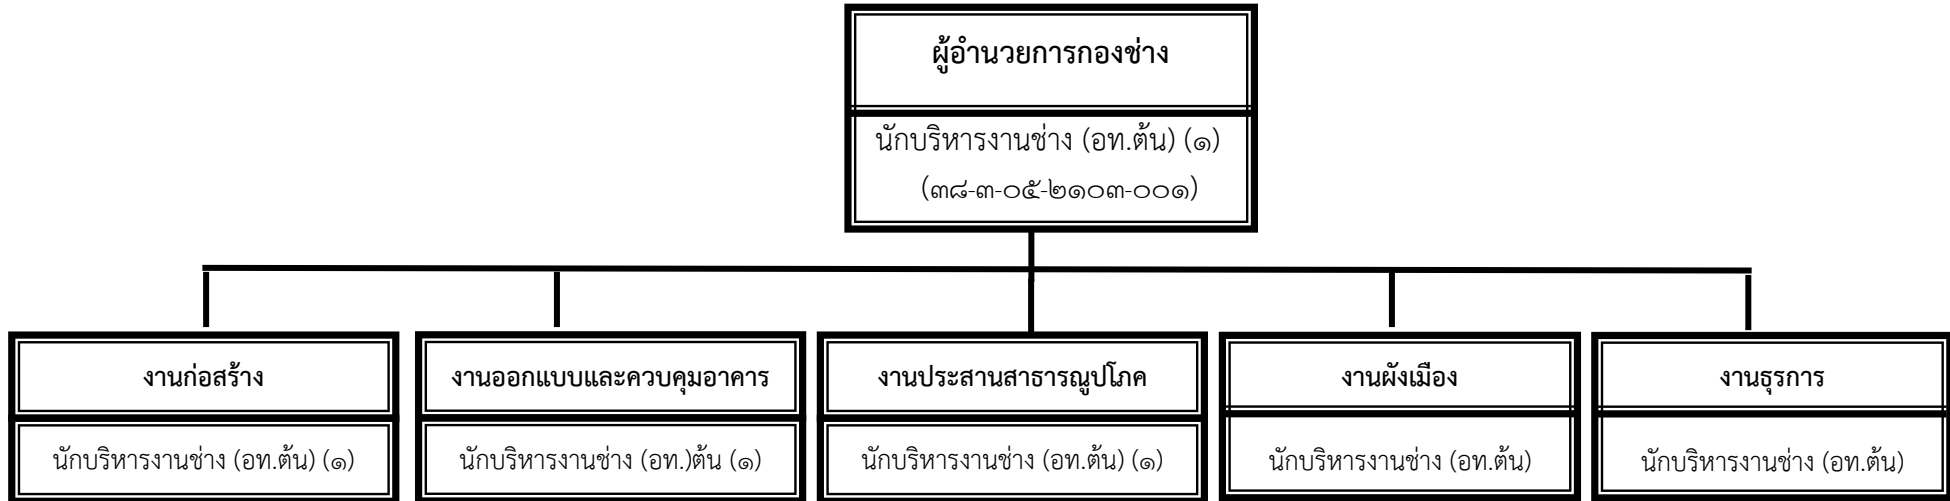 ผู้อำนวยการกองช่าง
นักบริหารงานช่าง (อท.ต้น) (๑)
(๓๘-๓-๐๕-๒๑๐๓-๐๐๑)
งานก่อสร้าง
นักบริหารงานช่าง (อท.ต้น) (๑)
งานออกแบบและควบคุมอาคาร
นักบริหารงานช่าง (อท.)ต้น (๑)
งานประสานสาธารณูปโภค
นักบริหารงานช่าง (อท.ต้น) (๑)
งานผังเมือง
นักบริหารงานช่าง (อท.ต้น)
งานธุรการ
นักบริหารงานช่าง (อท.ต้น)